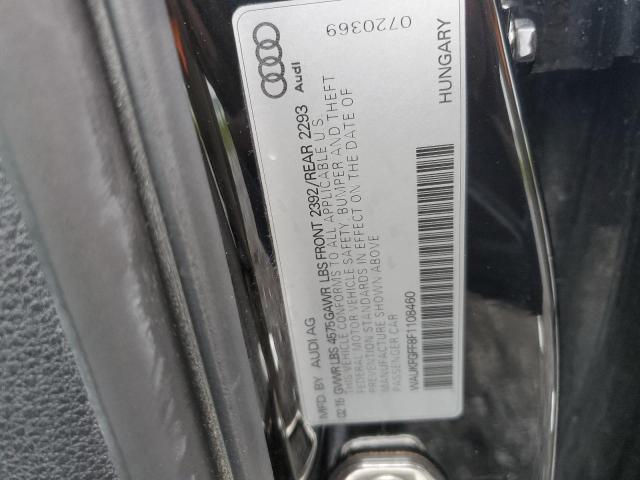 MFD. BY AUDI AG
02 15 GVWR LBS 4575 GAWR LBS FRONT 2392/REAR 2293
THIS VEHICLE CONFORMS TO ALL APPLICABLE U.S.
FEDERAL MOTOR VEHICLE SAFETY, BUMPER AND THEFT
PREVENTION STANDARDS IN EFFECT ON THE DATE OF
MANUFACTURE SHOWN ABOVE
PASSENGER CAR
WAUKFGFF8F1108460
Audi
0720369
HUNGARY